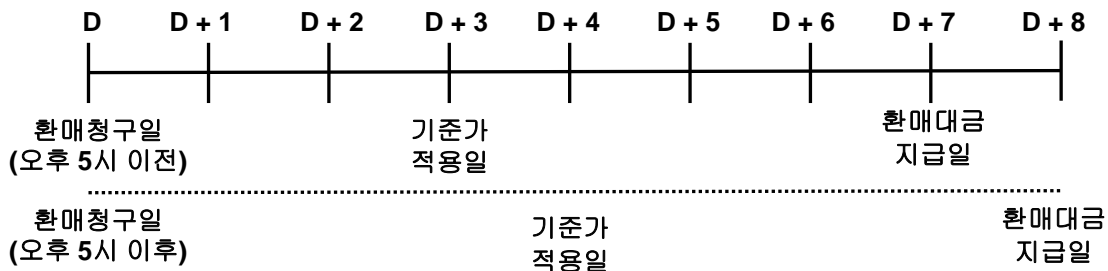 D D + 1 D + 2 D + 3 D + 4 D + 5 D + 6 D + 7 D + 8
환매청구일
(오후 5시 이전)
기준가
적용일
환매대금
지급일
환매청구일
(오후 5시 이후)
기준가
적용일
환매대금
지급일